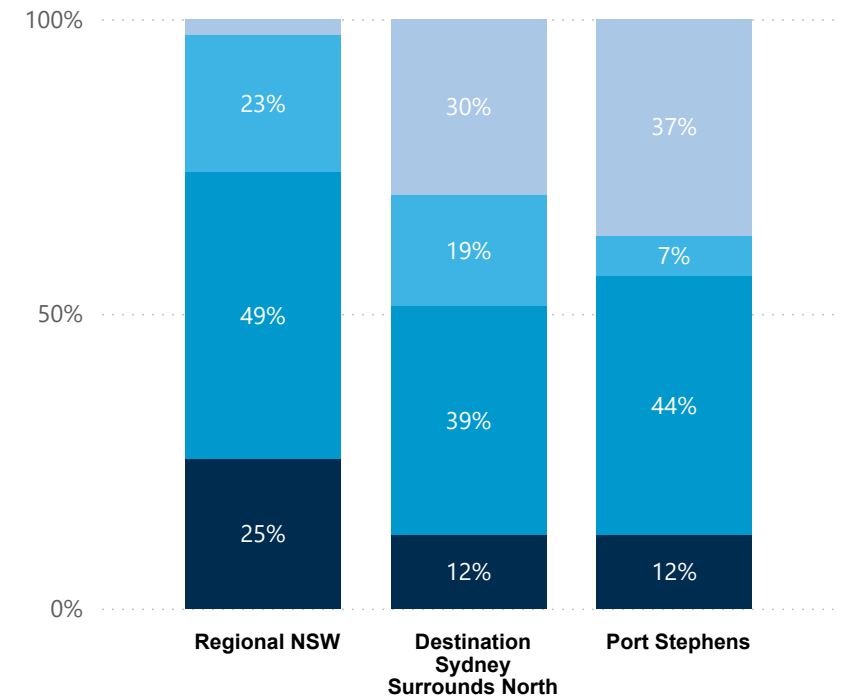 100%
23%
30%
37%
19%
7%
50%
49%
39%
44%
25%
12%
12%
0%
Regional NSW
Destination
Sydney
Surrounds North
Port Stephens